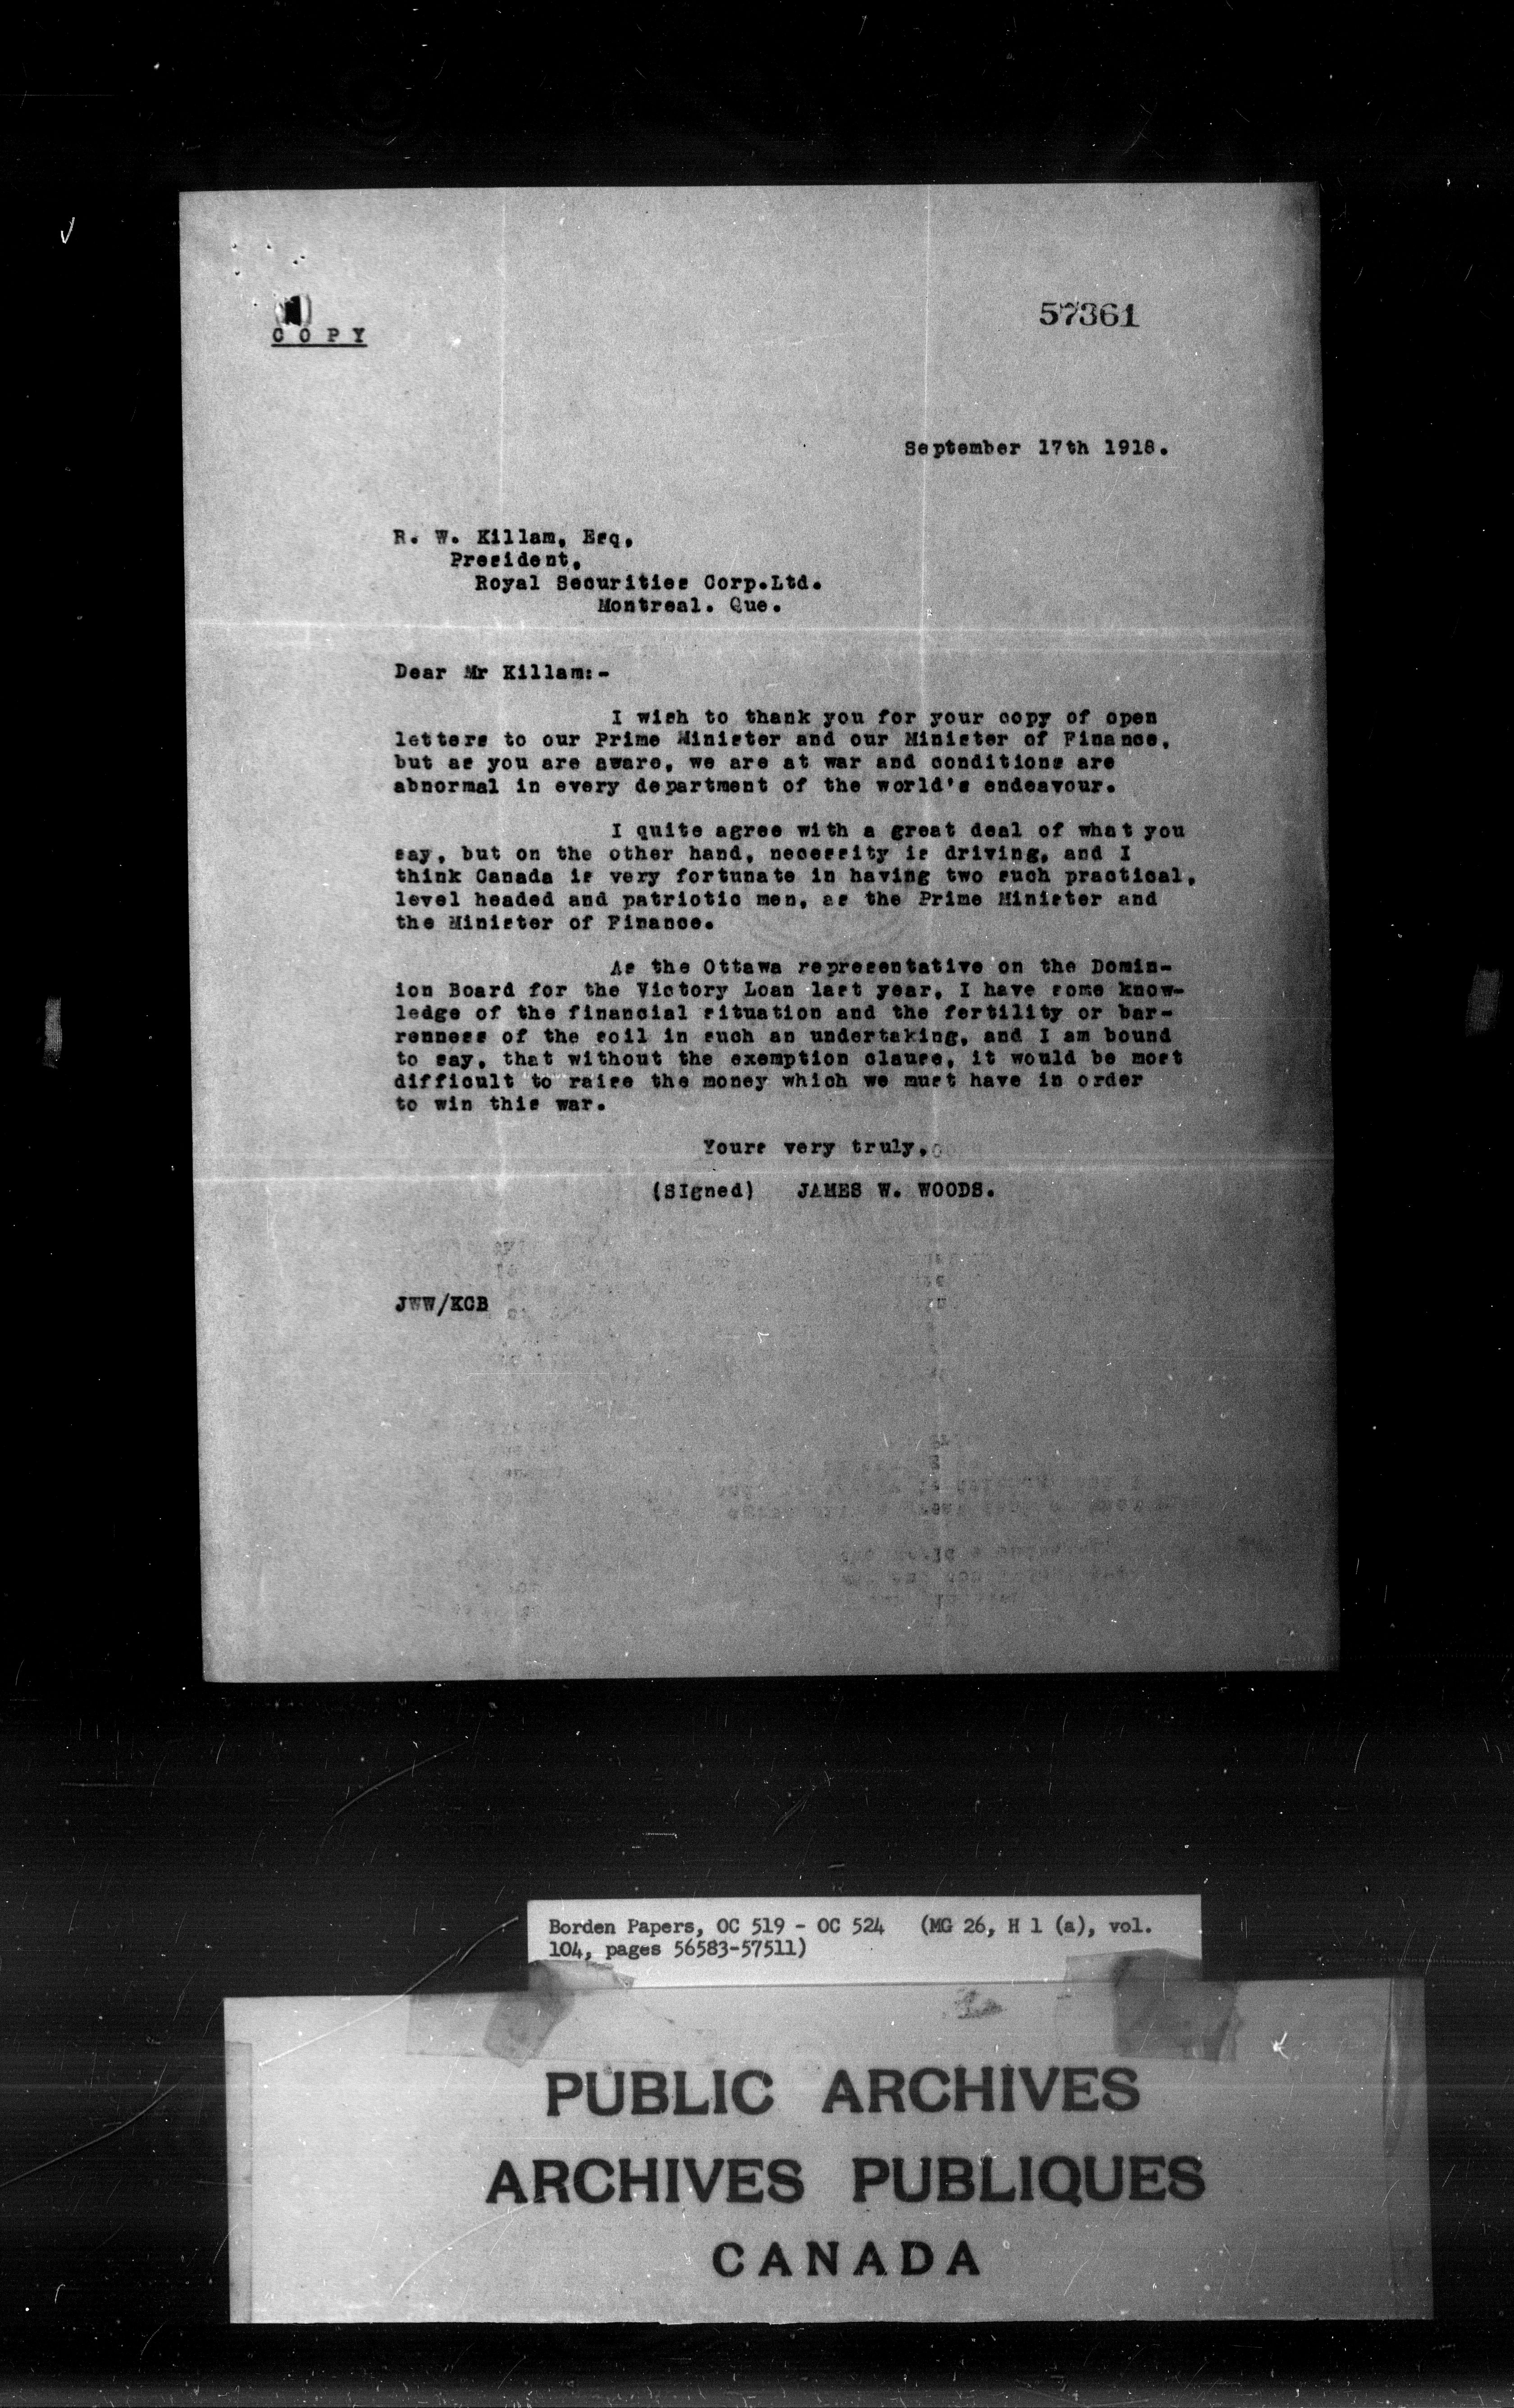 COPY
57361
September 17th 1918.
R. W. Killam, Esq,
President,
Royal Securities Corp.Ltd.
Montreal. Que.
Dear Mr Killam:-
I wish to thank you for your copy of open
letters to our Prime Minister and our Minister of Finance,
but as you are aware, we are at war and conditions are
abnormal in every department of the world's endeavour.
I quite agree with a great deal of what you
say, but on the other hand, necessity is driving, and I
think Canada is very fortunate in having two such practical,
level headed and patriotic men, as the Prime Minister and
the Minister of Finance.
As the Ottawa representative on the Domin-
ion Board for the Victory Loan last year, I have some know-
ledge of the financial situation and the fertility or bar-
renness of the soil in such an undertaking, and I am bound
to say, that without the exemption clause, it would be most
difficult to raise the money which we must have in order
to win this war.
Yours very truly,
(SIgned) JAMES W. WOODS.
JWW/KCB
Borden Papers, OC 519 - OC 524 (MG 26, H 1 (a), vol.
104, pages 56583-57511)
PUBLIC ARCHIVES
ARCHIVES PUBLIQUES
CANADA